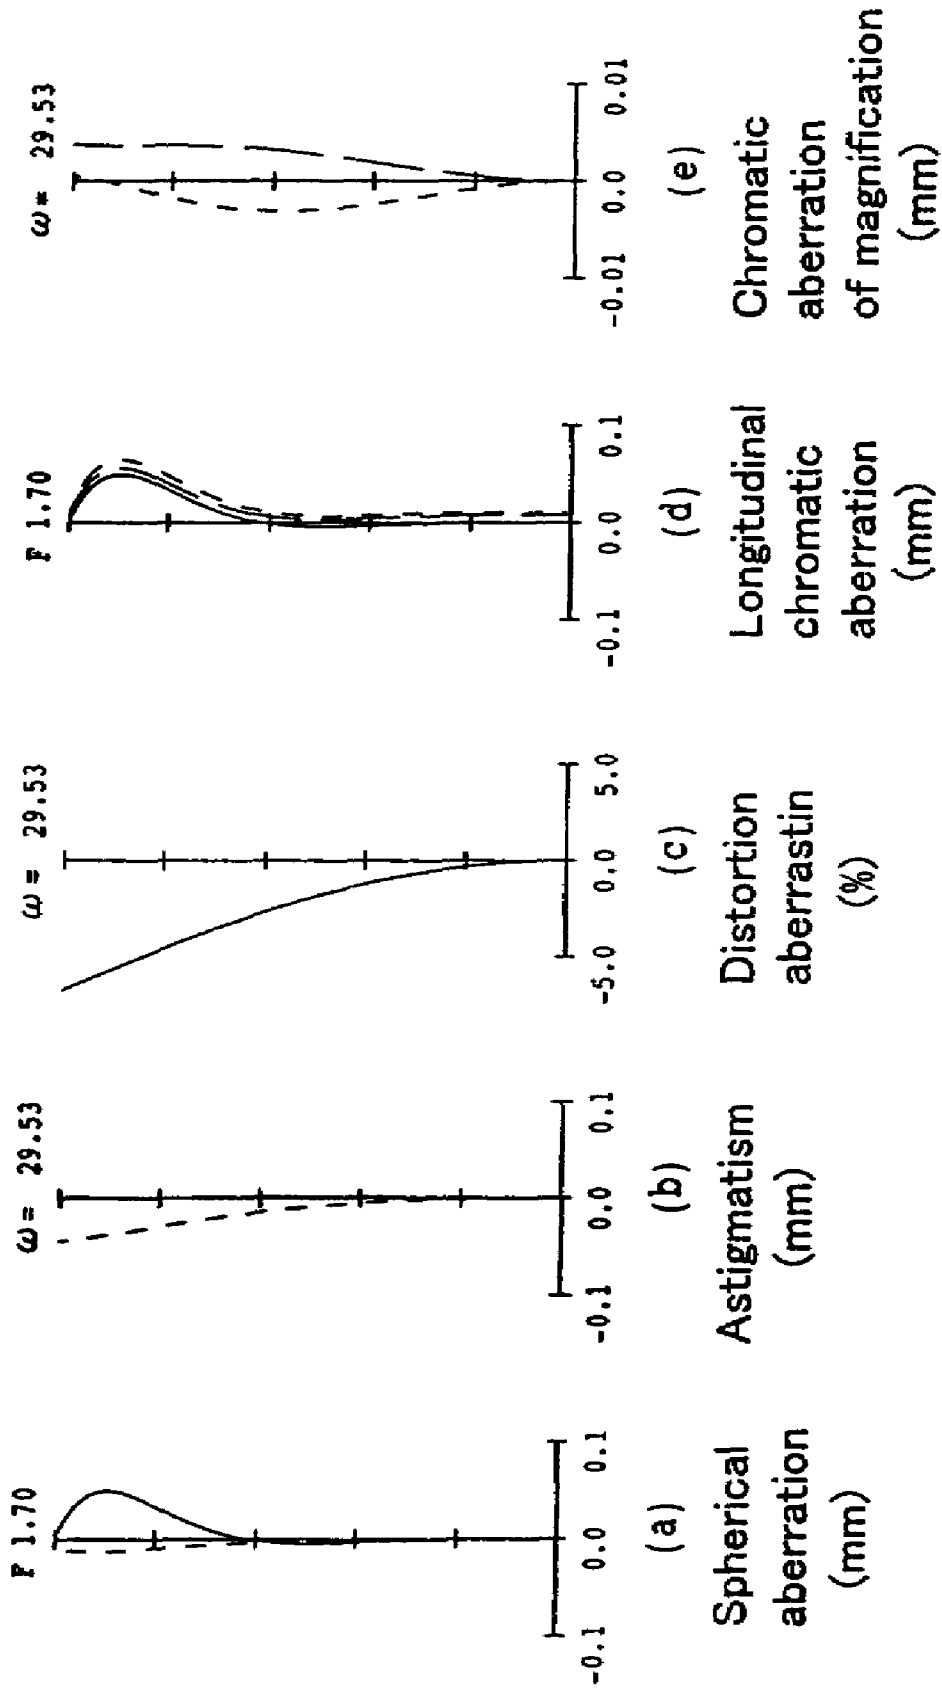 F 1.70
-0.1 0.0 0.1
(a)
Spherical
aberration
(mm)
ω= 29.53
-0.1 0.0 0.1
(b)
Astigmatism
(mm)
ω= 29.53
-5.0 0.0 5.0
(c)
Distortion
aberrastin
(%)
F 1.70
-0.1 0.0 0.1
(d)
Longitudinal
chromatic
aberration
(mm)
ω= 29.53
-0.01 0.0 0.01
(e)
Chromatic
aberration
of magnification
(mm)